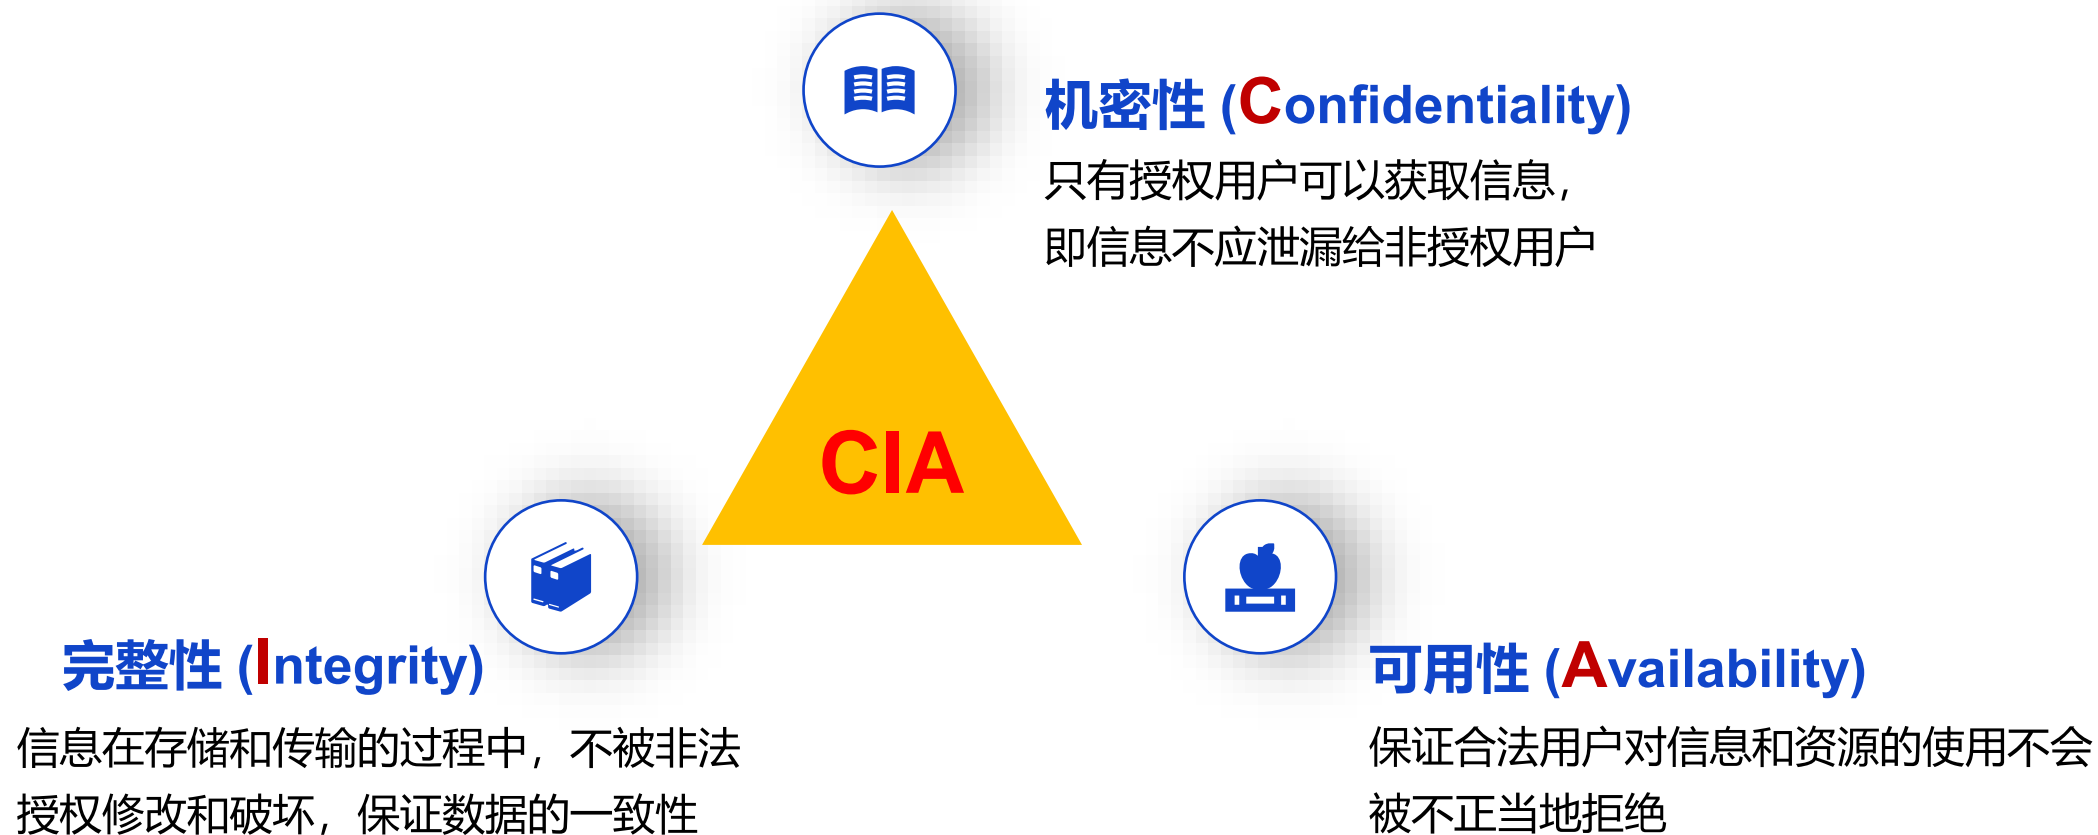 机密性 (Confidentiality)
只有授权用户可以获取信息，
即信息不应泄漏给非授权用户
CIA
完整性 (Integrity)
信息在存储和传输的过程中，不被非法
授权修改和破坏，保证数据的一致性
可用性 (Availability)
保证合法用户对信息和资源的使用不会
被不正当地拒绝